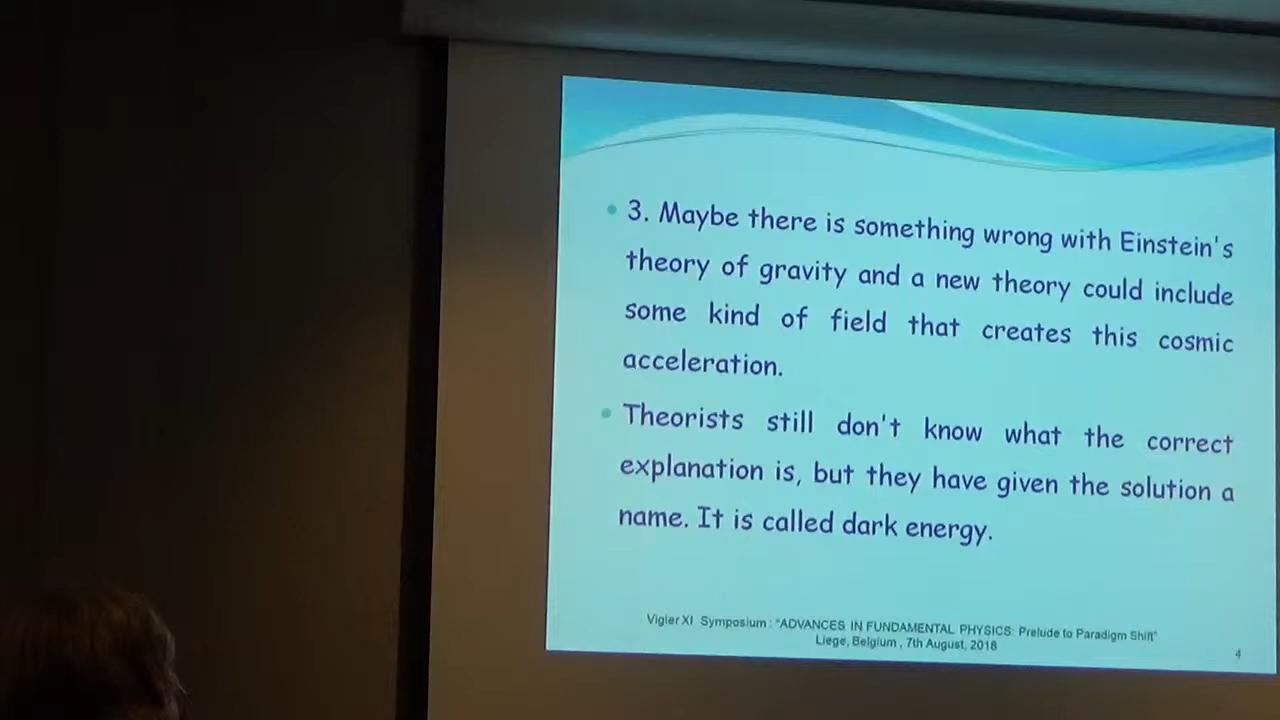 • 3. Maybe there is something wrong with Einstein's
theory of gravity and a new theory could include
some kind of field that creates this cosmic
acceleration.
• Theorists still don't know what the correct
explanation is, but they have given the solution a
name. It is called dark energy.
Vigier XI Symposium : "ADVANCES IN FUNDAMENTAL PHYSICS: Prelude to Paradigm Shift"
Liege, Belgium , 7th August, 2018
4